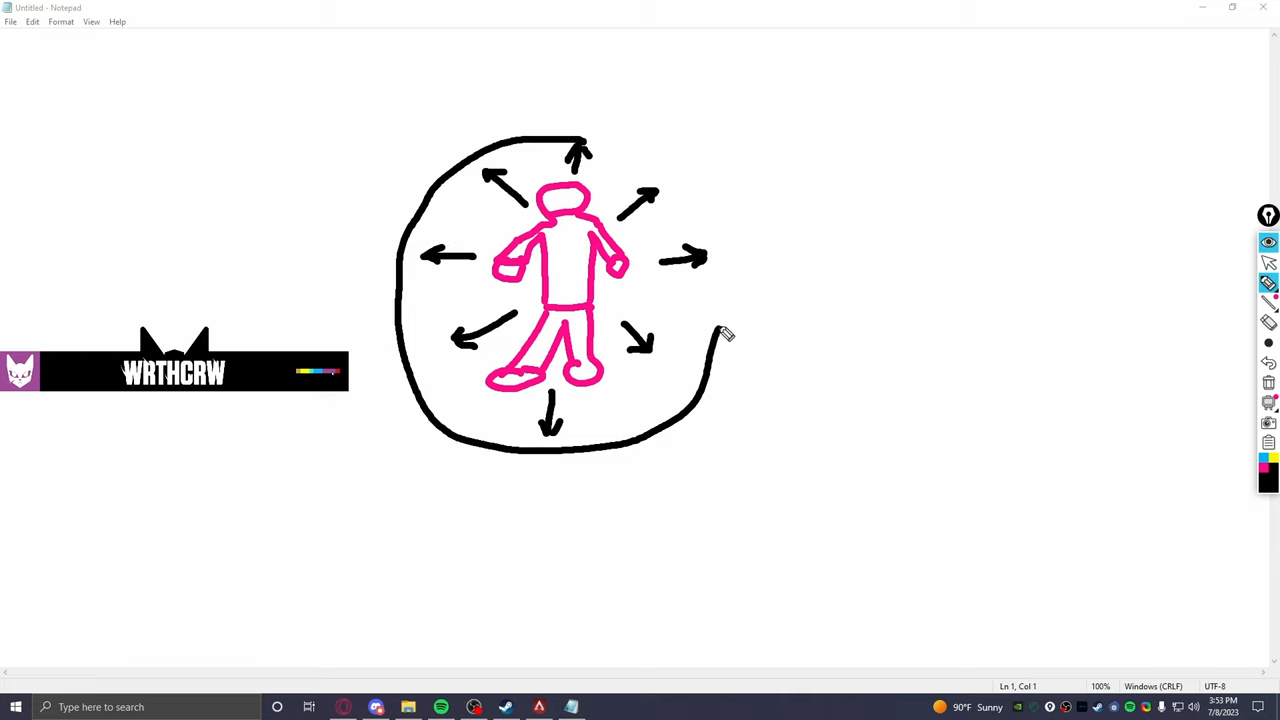 Untitled - Notepad
File Edit Format View Help
WRTHCRW
Ln 1, Col 1 100% Windows (CRLF) UTF-8
Type here to search
90°F Sunny
3:53 PM
7/8/2023